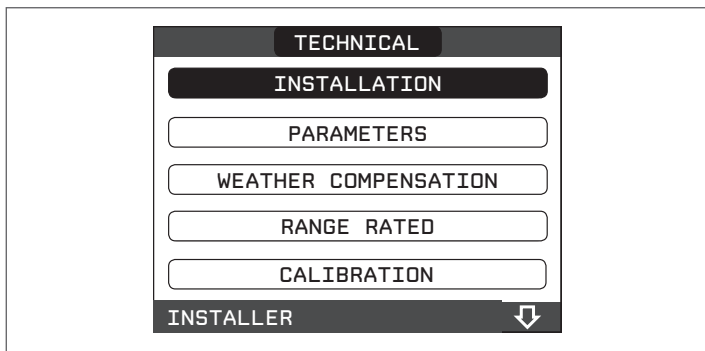 TECHNICAL
INSTALLATION
PARAMETERS
WEATHER COMPENSATION
RANGE RATED
CALIBRATION
INSTALLER